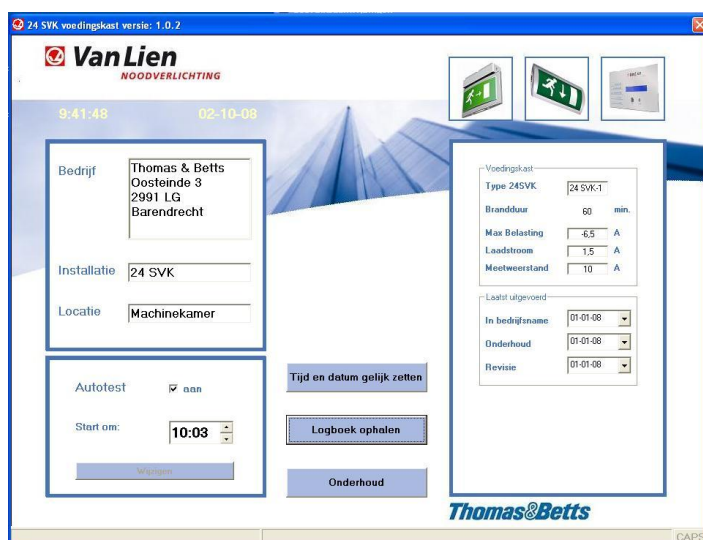 24 SVK voedingskast versie: 1.0.2
Van Lien
NOODVERLICHTING
9:41:48 02-10-08
Bedrijf
Thomas & Betts
Oosteinde 3
2991 LG
Barendrecht
Installatie 24 SVK
Locatie Machinekamer
Autotest aan
Start om: 10:03
Wissen
Tijd en datum gelijk zetten
Logboek ophalen
Onderhoud
Voedingskast
Type 24SVK 24 SVK-1
Brandduur 60 min.
Max Belasting -6,5 A
Laadstroom 1,5 A
Meetweerstand 10 A
Laatst uitgevoerd
In bedrijfsname 01-01-08
Onderhoud 01-01-08
Revisie 01-01-08
Thomas&Betts
CAPS